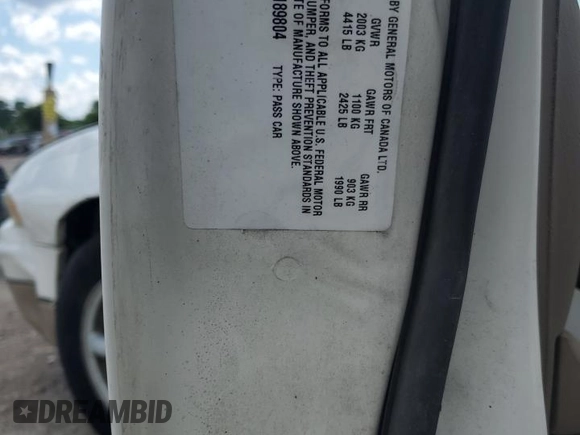 BY GENERAL MOTORS OF CANADA LTD.
GVWR GAWR FRT GAWR RR
2003 KG 1100 KG 903 KG
4415 LB 2425 LB 1990 LB
FORMS TO ALL APPLICABLE U.S. FEDERAL MOTOR
UMPER, AND THEFT PREVENTION STANDARDS IN
TE OF MANUFACTURE SHOWN ABOVE.
189804 TYPE: PASS CAR
DREAMBID